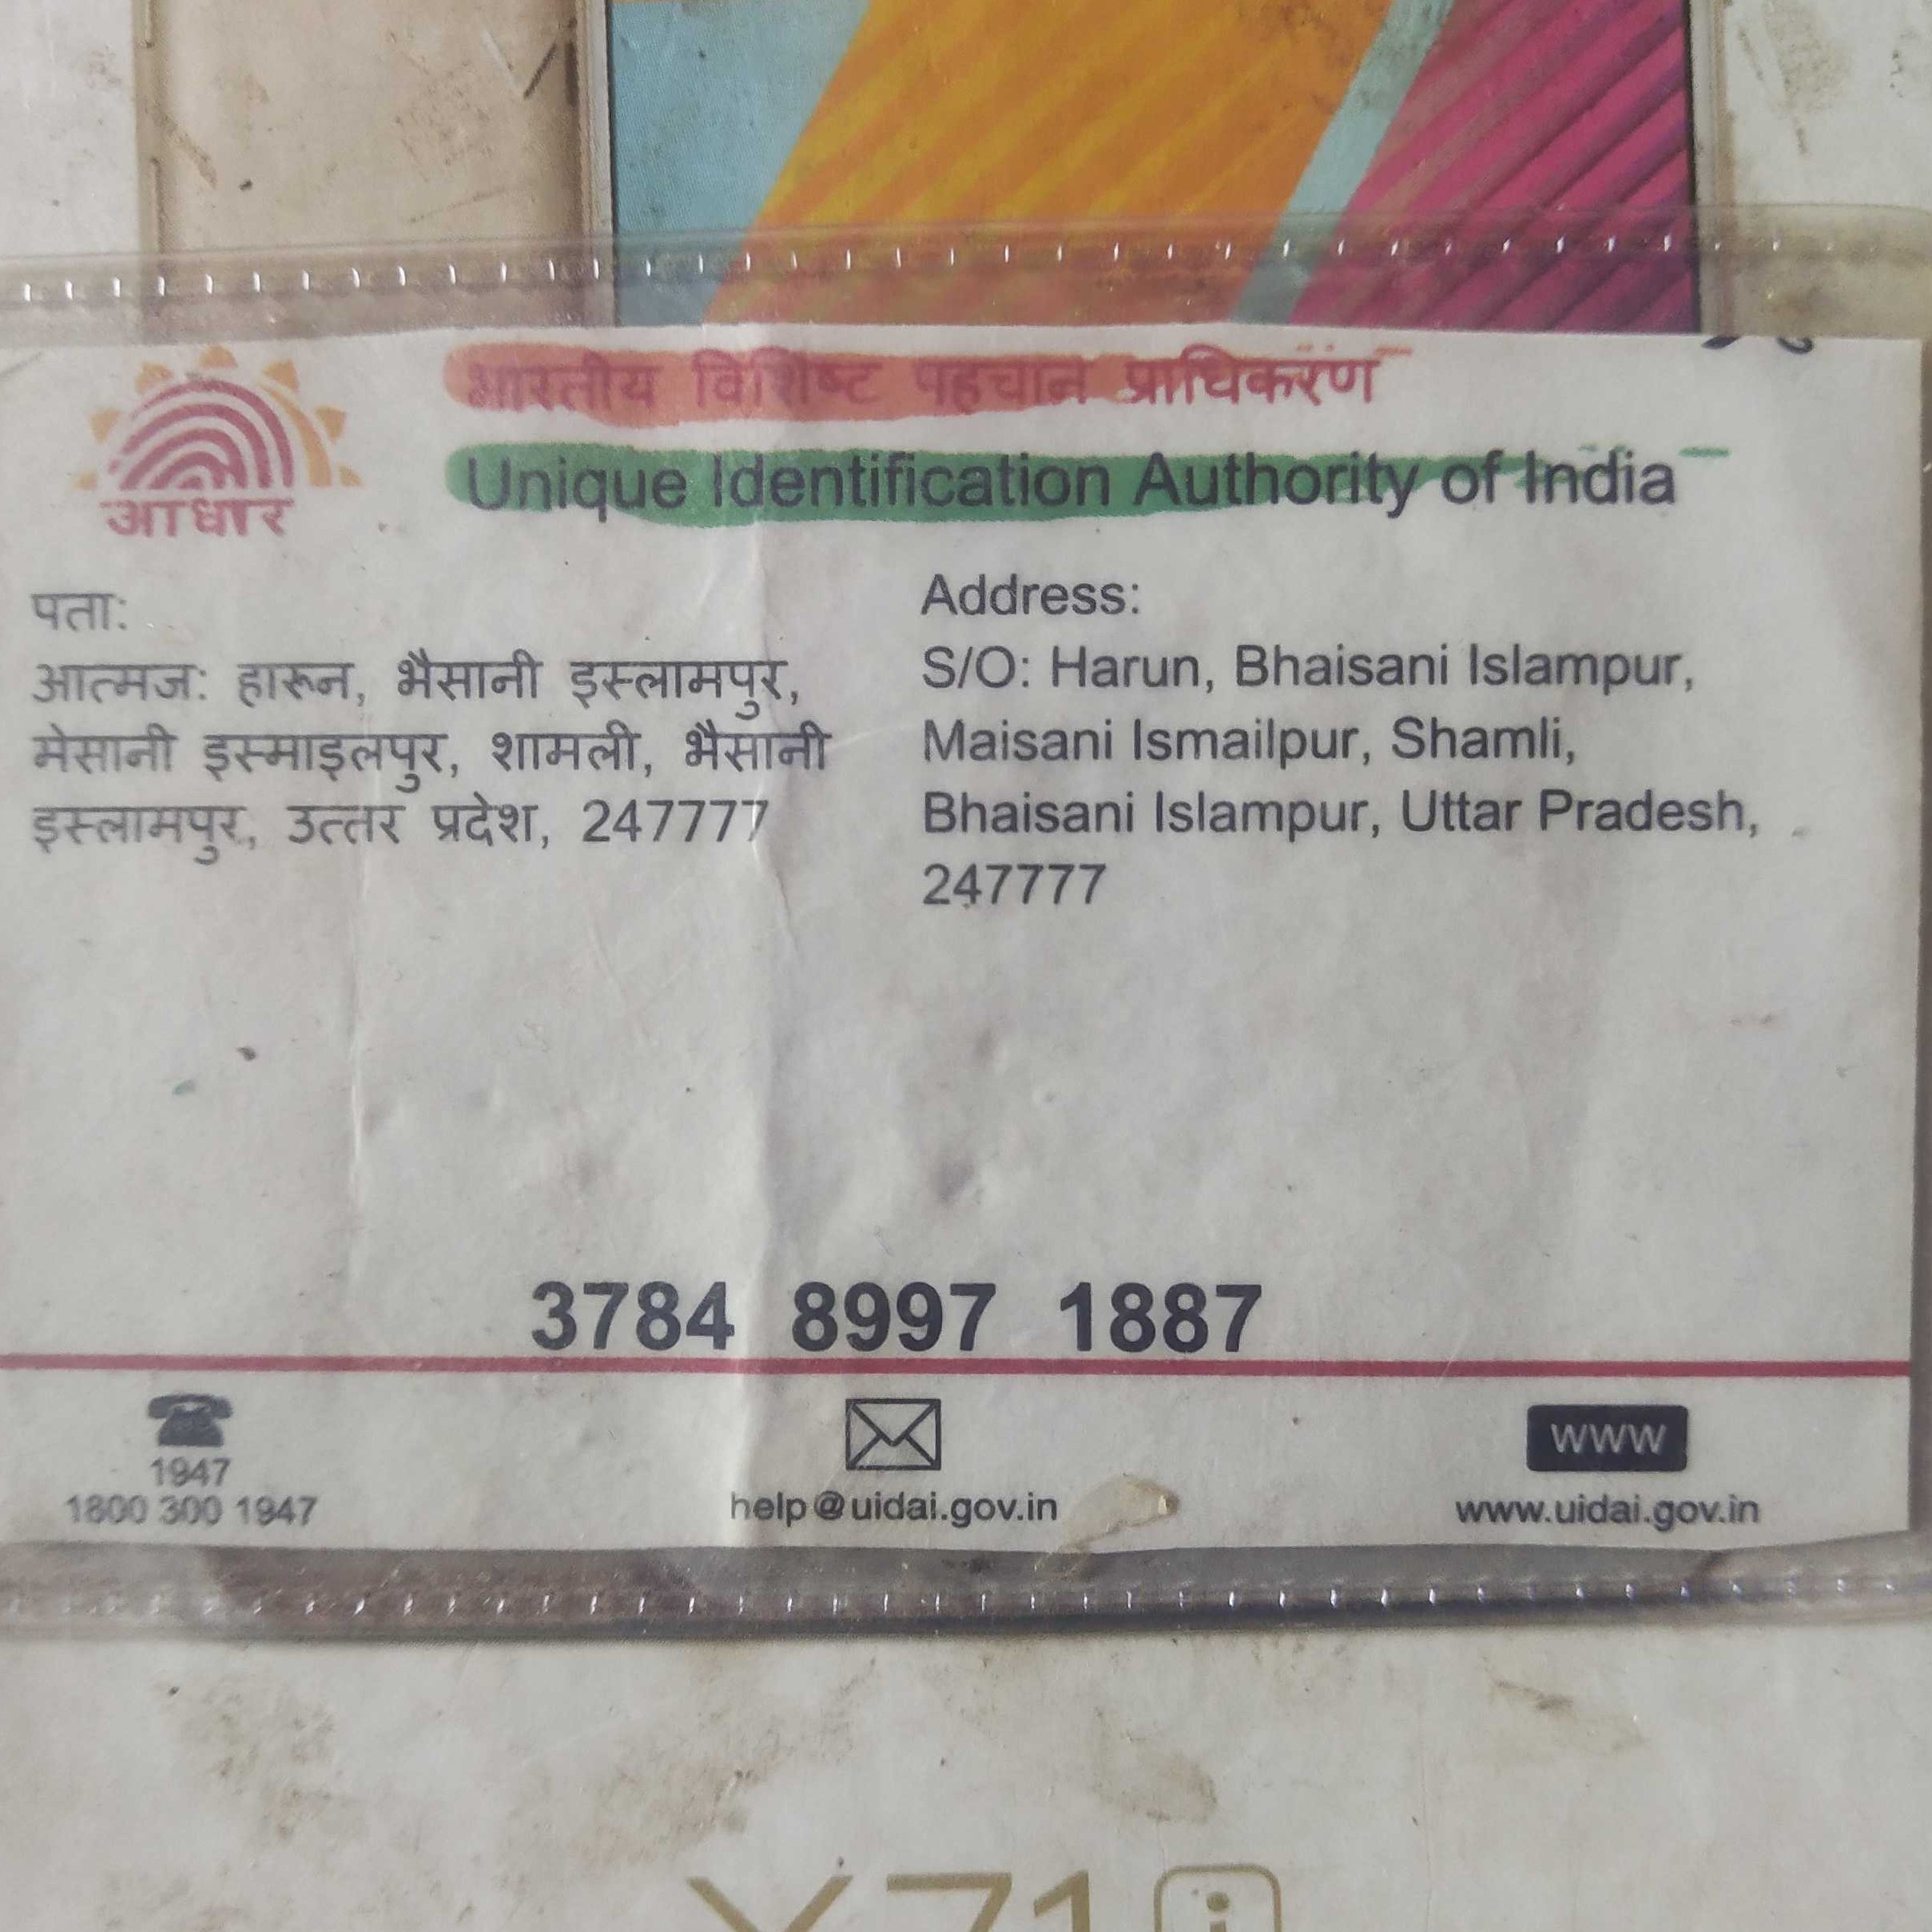 भारतीय विशिष्ट पहचान प्राधिकरण
Unique Identification Authority of India
आधार
पता:
आत्मज: हारून, भैसानी इस्लामपुर,
मेसानी इस्माइलपुर, शामली, भैसानी
इस्लामपुर, उत्तर प्रदेश, 247777
Address:
S/O: Harun, Bhaisani Islampur,
Maisani Ismailpur, Shamli,
Bhaisani Islampur, Uttar Pradesh,
247777
3784 8997 1887
1947
1800 300 1947
help@uidai.gov.in
www
www.uidai.gov.in
Y71i